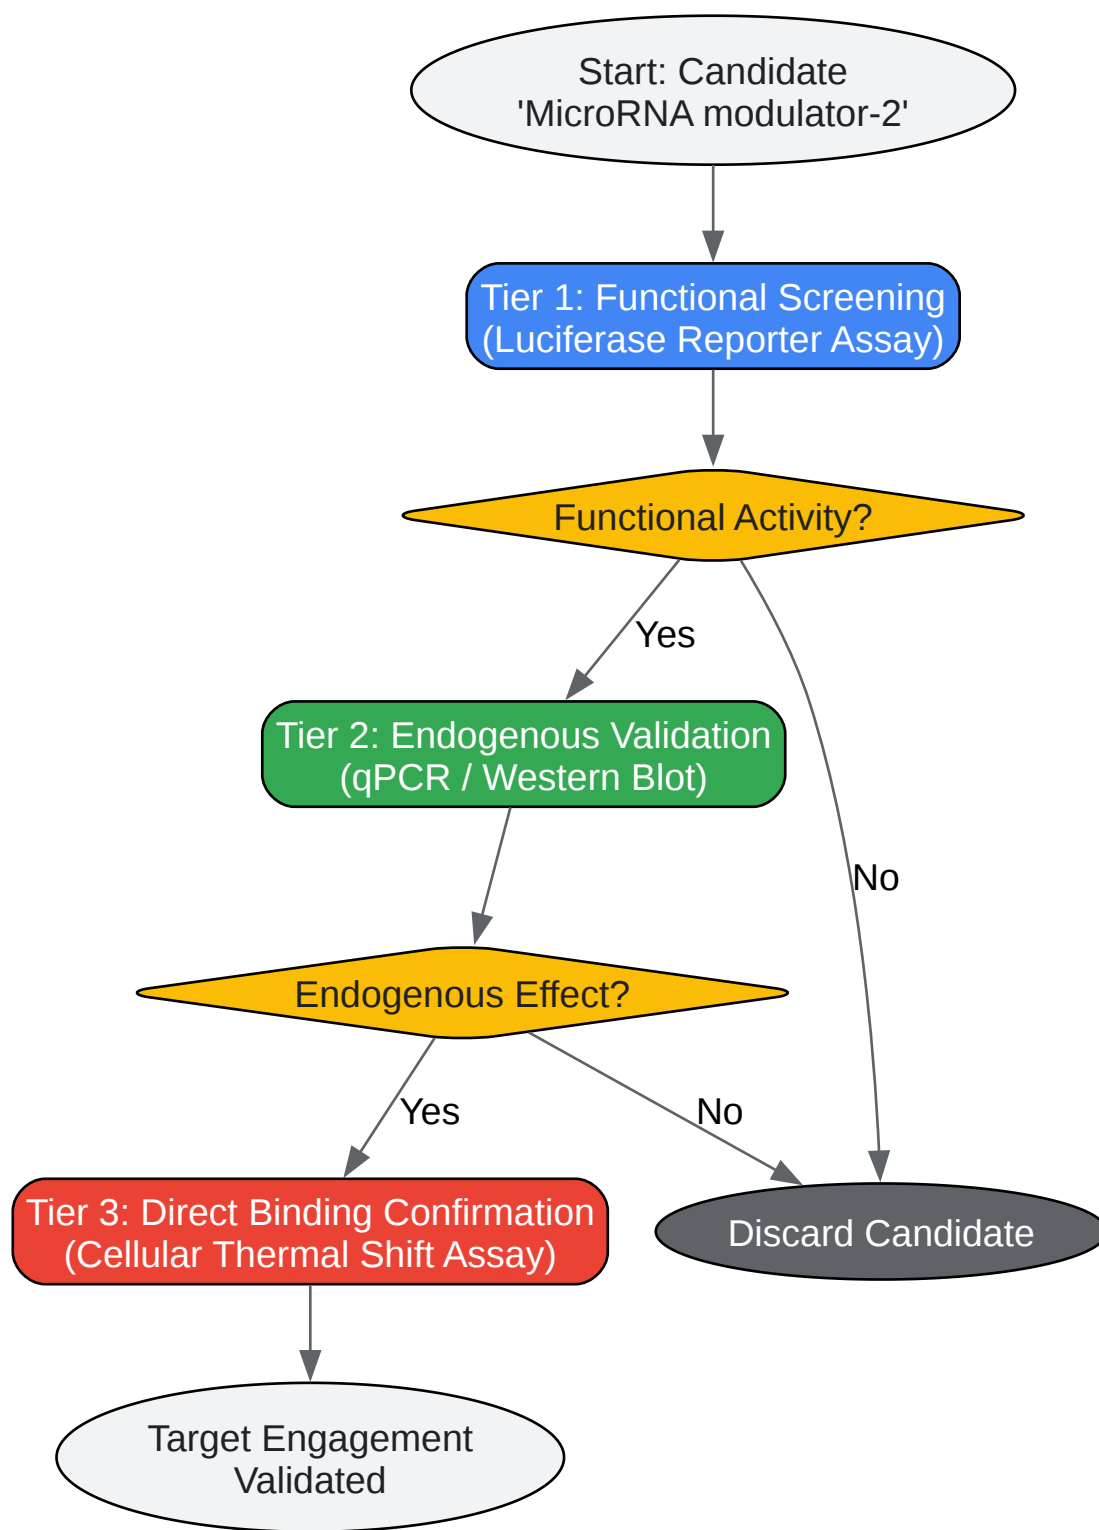 Start: Candidate
'MicroRNA modulator-2'
Tier 1: Functional Screening
(Luciferase Reporter Assay)
Functional Activity?
Yes
Tier 2: Endogenous Validation
(qPCR / Western Blot)
No
Endogenous Effect?
Yes
No
Tier 3: Direct Binding Confirmation
(Cellular Thermal Shift Assay)
Discard Candidate
Target Engagement
Validated